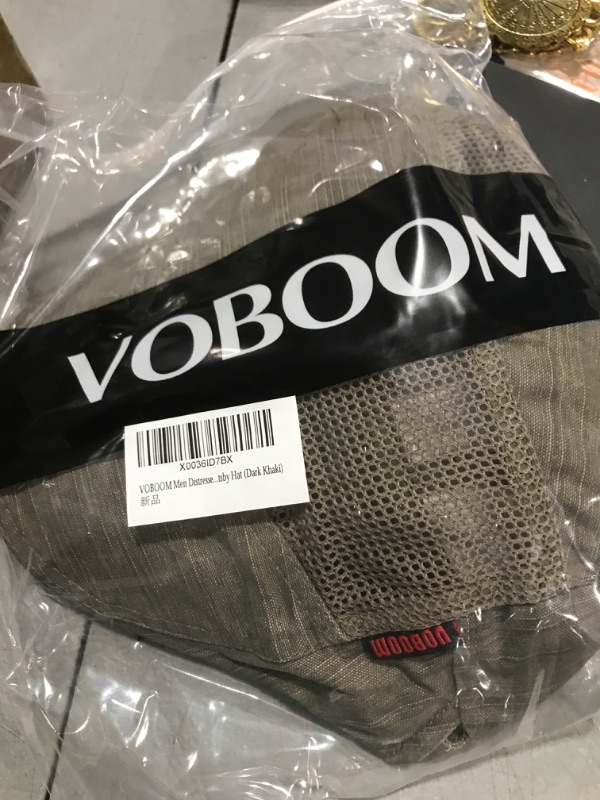 VOBOOM
X0036ID7BX
VOBOOM Men Distresse...tsby Hat (Dark Khaki)
新品
VOBOOM